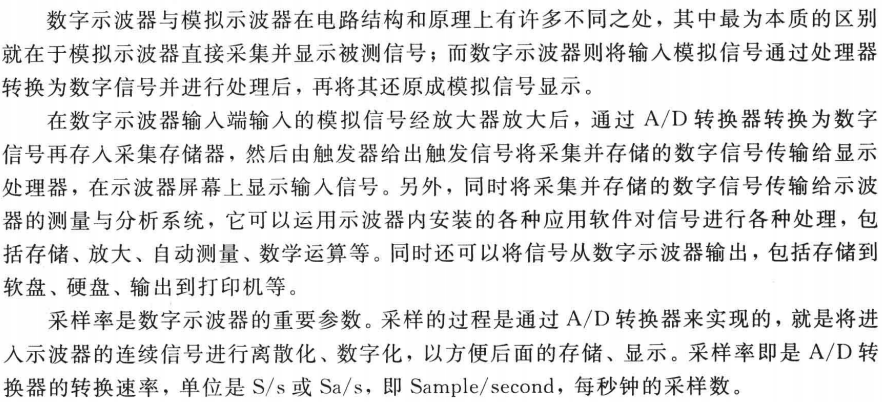 数字示波器与模拟示波器在电路结构和原理上有许多不同之处，其中最为本质的区别
就在于模拟示波器直接采集并显示被测信号；而数字示波器则将输入模拟信号通过处理器
转换为数字信号并进行处理后，再将其还原成模拟信号显示。
在数字示波器输入端输入的模拟信号经放大器放大后，通过 A/D 转换器转换为数字
信号再存入采集存储器，然后由触发器给出触发信号将采集并存储的数字信号传输给显示
处理器，在示波器屏幕上显示输入信号。另外，同时将采集并存储的数字信号传输给示波
器的测量与分析系统，它可以运用示波器内安装的各种应用软件对信号进行各种处理，包
括存储、放大、自动测量、数学运算等。同时还可以将信号从数字示波器输出，包括存储到
软盘、硬盘、输出到打印机等。
采样率是数字示波器的重要参数。采样的过程是通过 A/D 转换器来实现的，就是将进
入示波器的连续信号进行离散化、数字化，以方便后面的存储、显示。采样率即是 A/D 转
换器的转换速率，单位是 S/s 或 Sa/s，即 Sample/second，每秒钟的采样数。